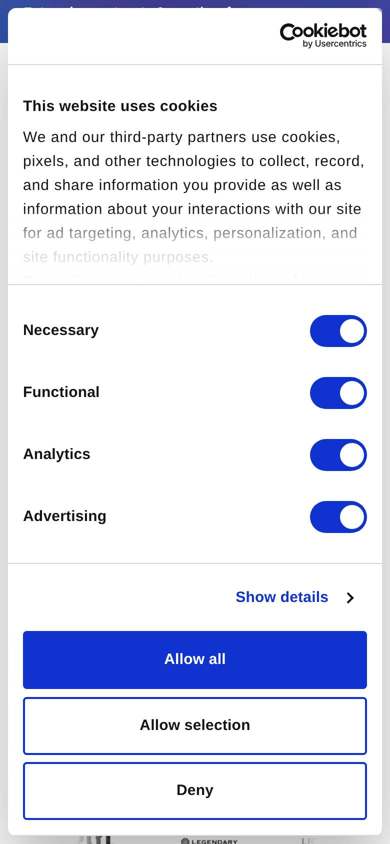 Cookiebot
by Usercentrics
This website uses cookies
We and our third-party partners use cookies,
pixels, and other technologies to collect, record,
and share information you provide as well as
information about your interactions with our site
for ad targeting, analytics, personalization, and
site functionality purposes.
Necessary
Functional
Analytics
Advertising
Show details
Allow all
Allow selection
Deny
LEGENDARY